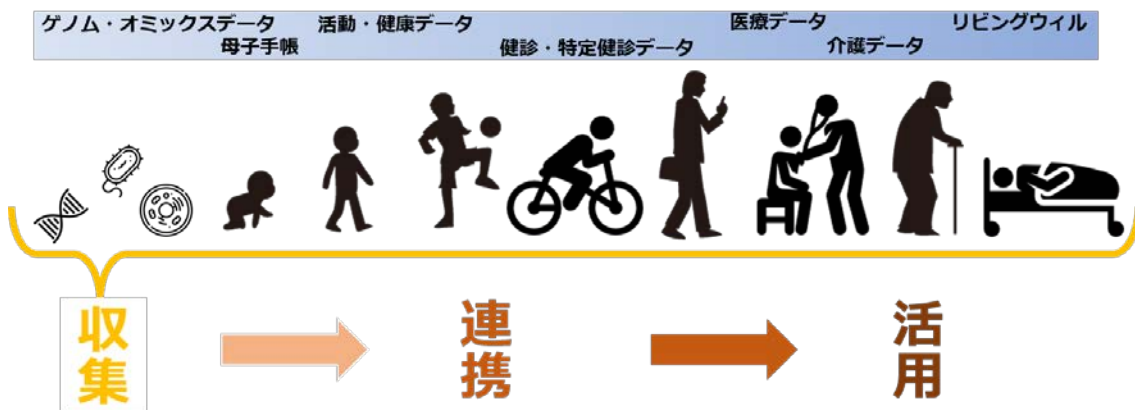 ゲノム・オミックスデータ
母子手帳
活動・健康データ
健診・特定健診データ
医療データ
介護データ
リビングウィル
収集
連携
活用